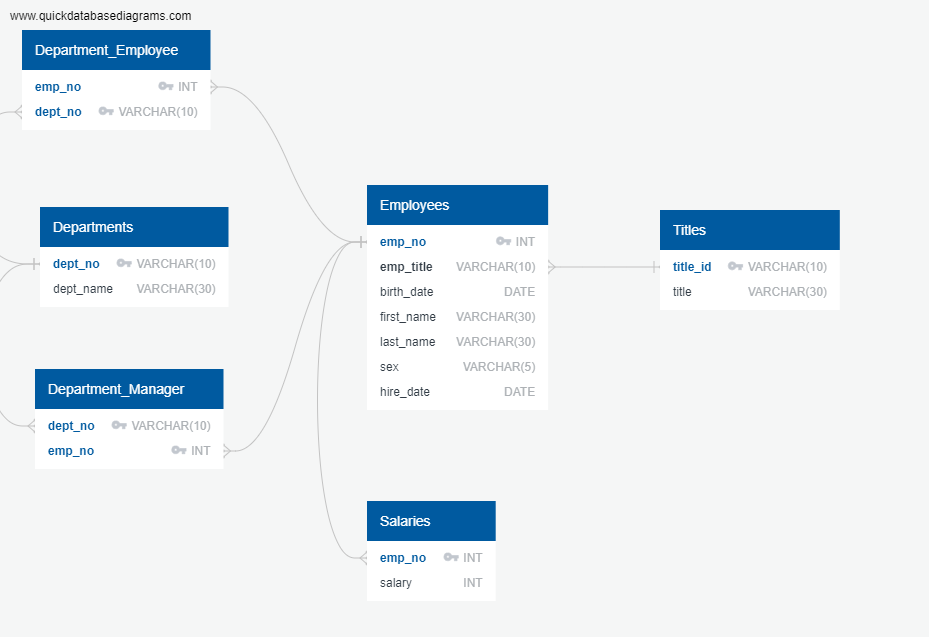 www.quickdatabasediagrams.com
Department_Employee
emp_no INT
dept_no VARCHAR(10)
Departments
dept_no VARCHAR(10)
dept_name VARCHAR(30)
Department_Manager
dept_no VARCHAR(10)
emp_no INT
Employees
emp_no INT
emp_title VARCHAR(10)
birth_date DATE
first_name VARCHAR(30)
last_name VARCHAR(30)
sex VARCHAR(5)
hire_date DATE
Titles
title_id VARCHAR(10)
title VARCHAR(30)
Salaries
emp_no INT
salary INT